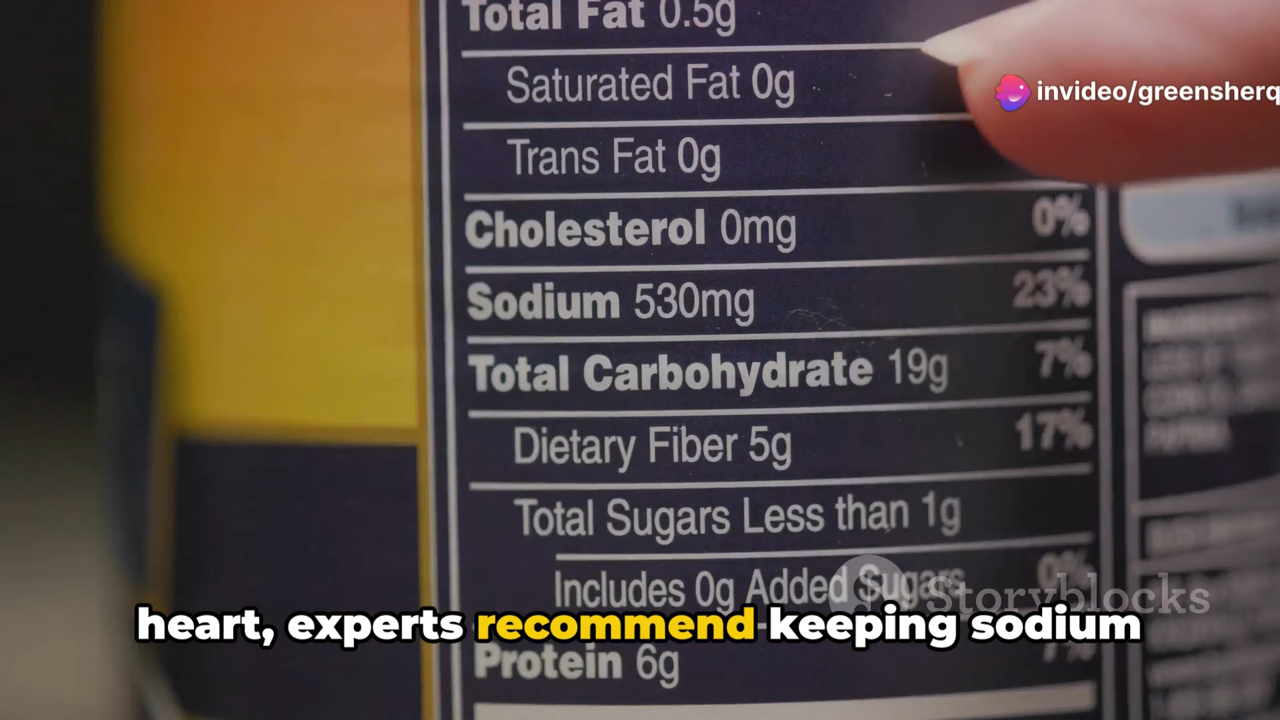 Total Fat 0.5g
Saturated Fat 0g
invideo/greensherq
Trans Fat 0g
Cholesterol 0mg 0%
Sodium 530mg 23%
Total Carbohydrate 19g 7%
Dietary Fiber 5g 17%
Total Sugars Less than 1g
Includes 0g Added Sugars 0%
Storyblocks
heart, experts recommend keeping sodium
Protein 6g 7%